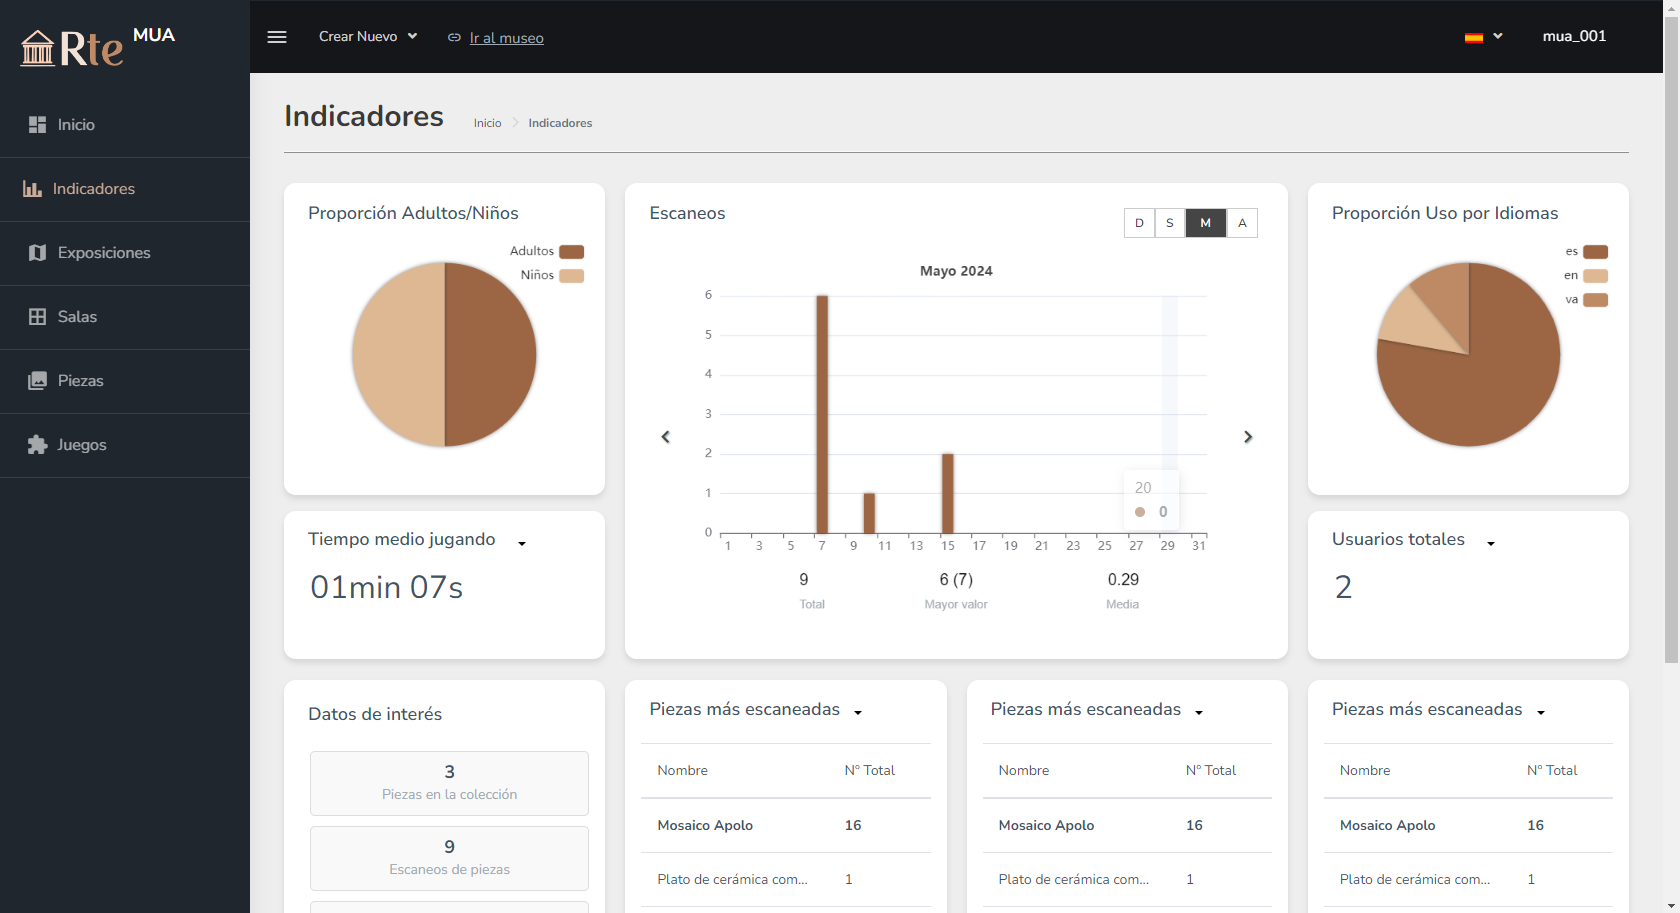 Rte MUA
Inicio
Indicadores
Exposiciones
Salas
Piezas
Juegos
Crear Nuevo
Ir al museo
mua_001
Indicadores
Inicio > Indicadores
Proporción Adultos/Niños
Adultos
Niños
Escaneos
D S M A
Mayo 2024
6
5
4
3
2
1
0
1 3 5 7 9 11 13 15 17 19 21 23 25 27 29 31
20
0
9 6 (7) 0.29
Total Mayor valor Media
Proporción Uso por Idiomas
es
en
va
Tiempo medio jugando
01min 07s
Usuarios totales
2
Datos de interés
3
Piezas en la colección
9
Escaneos de piezas
Piezas más escaneadas
Nombre Nº Total
Mosaico Apolo 16
Plato de cerámica com... 1
Piezas más escaneadas
Nombre Nº Total
Mosaico Apolo 16
Plato de cerámica com... 1
Piezas más escaneadas
Nombre Nº Total
Mosaico Apolo 16
Plato de cerámica com... 1